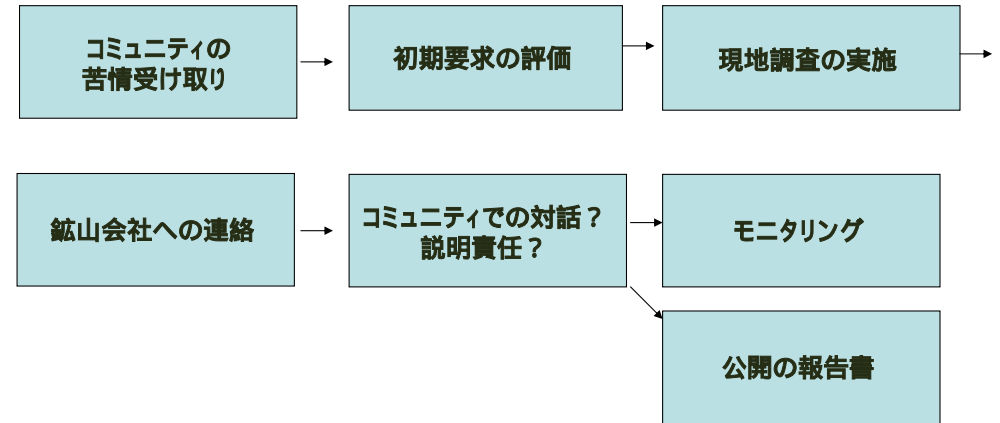 コミュニティの
苦情受け取り
初期要求の評価
現地調査の実施
鉱山会社への連絡
コミュニティでの対話？
説明責任？
モニタリング
公開の報告書